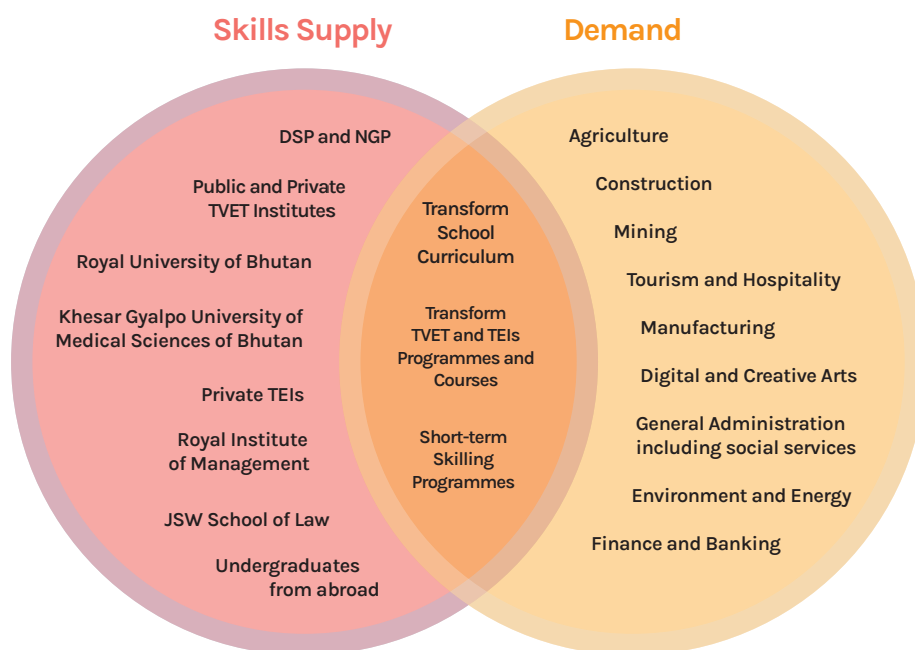 Skills Supply
Demand
DSP and NGP
Public and Private
TVET Institutes
Royal University of Bhutan
Khesar Gyalpo University of
Medical Sciences of Bhutan
Private TEIs
Royal Institute
of Management
JSW School of Law
Undergraduates
from abroad
Transform
School
Curriculum
Transform
TVET and TEIs
Programmes and
Courses
Short-term
Skilling
Programmes
Agriculture
Construction
Mining
Tourism and Hospitality
Manufacturing
Digital and Creative Arts
General Administration
including social services
Environment and Energy
Finance and Banking